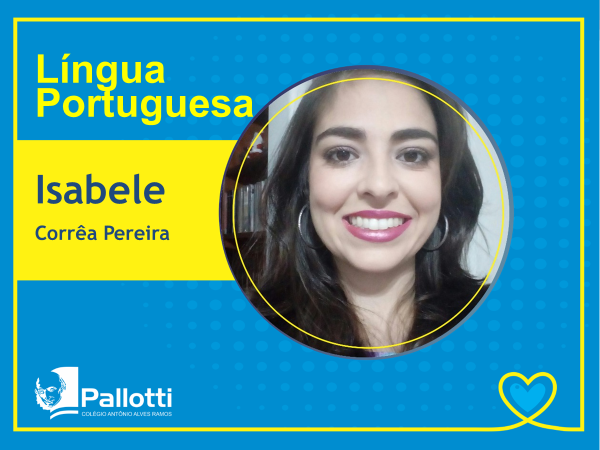 Língua
Portuguesa
Isabele
Corrêa Pereira
Pallotti
COLÉGIO ANTÔNIO ALVES RAMOS